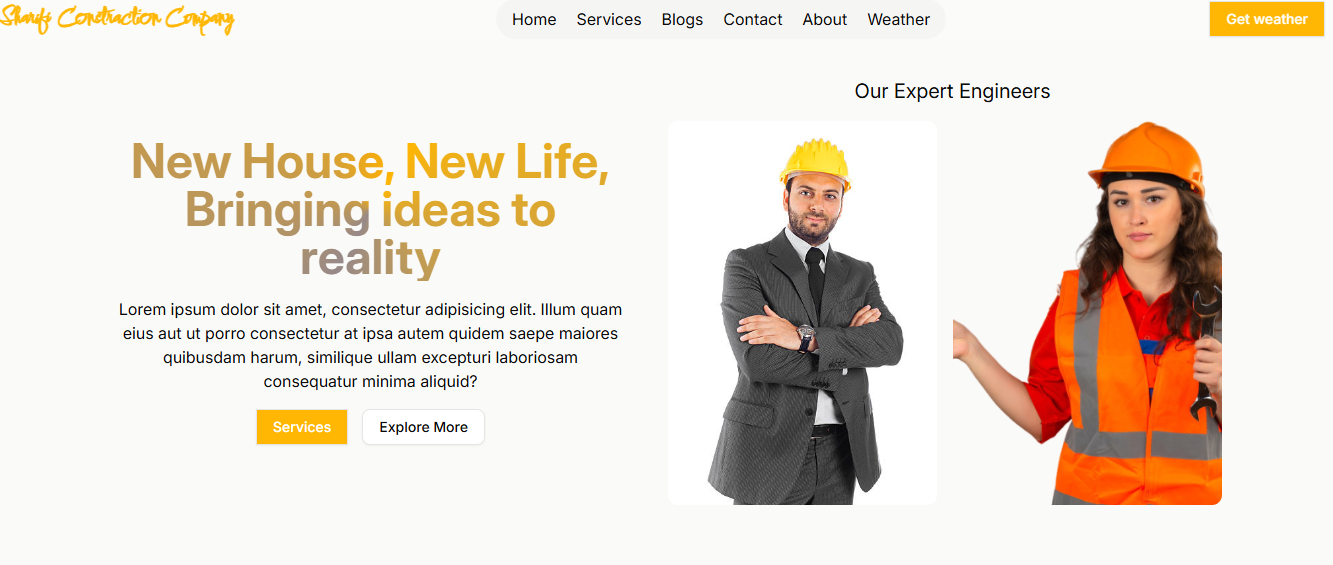 Sharifs Constraction Company
Home Services Blogs Contact About Weather
Get weather
Our Expert Engineers
New House, New Life,
Bringing ideas to
reality
Lorem ipsum dolor sit amet, consectetur adipisicing elit. Illum quam
eius aut ut porro consectetur at ipsa autem quidem saepe maiores
quibusdam harum, similique ullam excepturi laboriosam
consequatur minima aliquid?
Services
Explore More